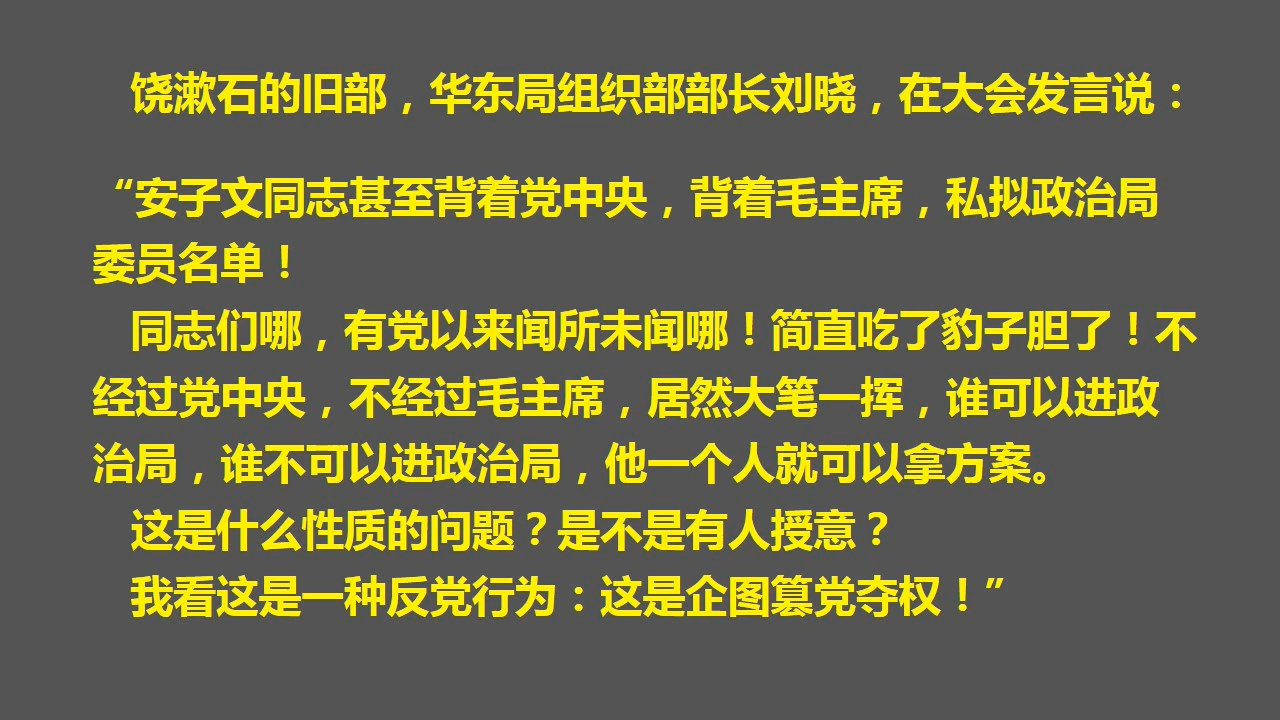 饶漱石的旧部，华东局组织部部长刘晓，在大会发言说：
“安子文同志甚至背着党中央，背着毛主席，私拟政治局
委员名单！
同志们哪，有党以来闻所未闻哪！简直吃了豹子胆了！不
经过党中央，不经过毛主席，居然大笔一挥，谁可以进政
治局，谁不可以进政治局，他一个人就可以拿方案。
这是什么性质的问题？是不是有人授意？
我看这是一种反党行为：这是企图篡党夺权！”